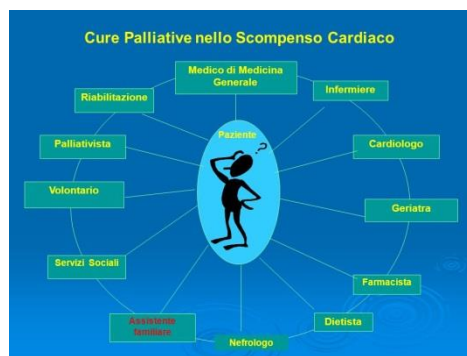 Cure Palliative nello Scompenso Cardiaco
Medico di Medicina
Generale
Riabilitazione
Infermiere
Paziente
?
Palliativista
Cardiologo
Volontario
Geriatra
Servizi Sociali
Farmacista
Assistente
familiare
Dietista
Nefrologo